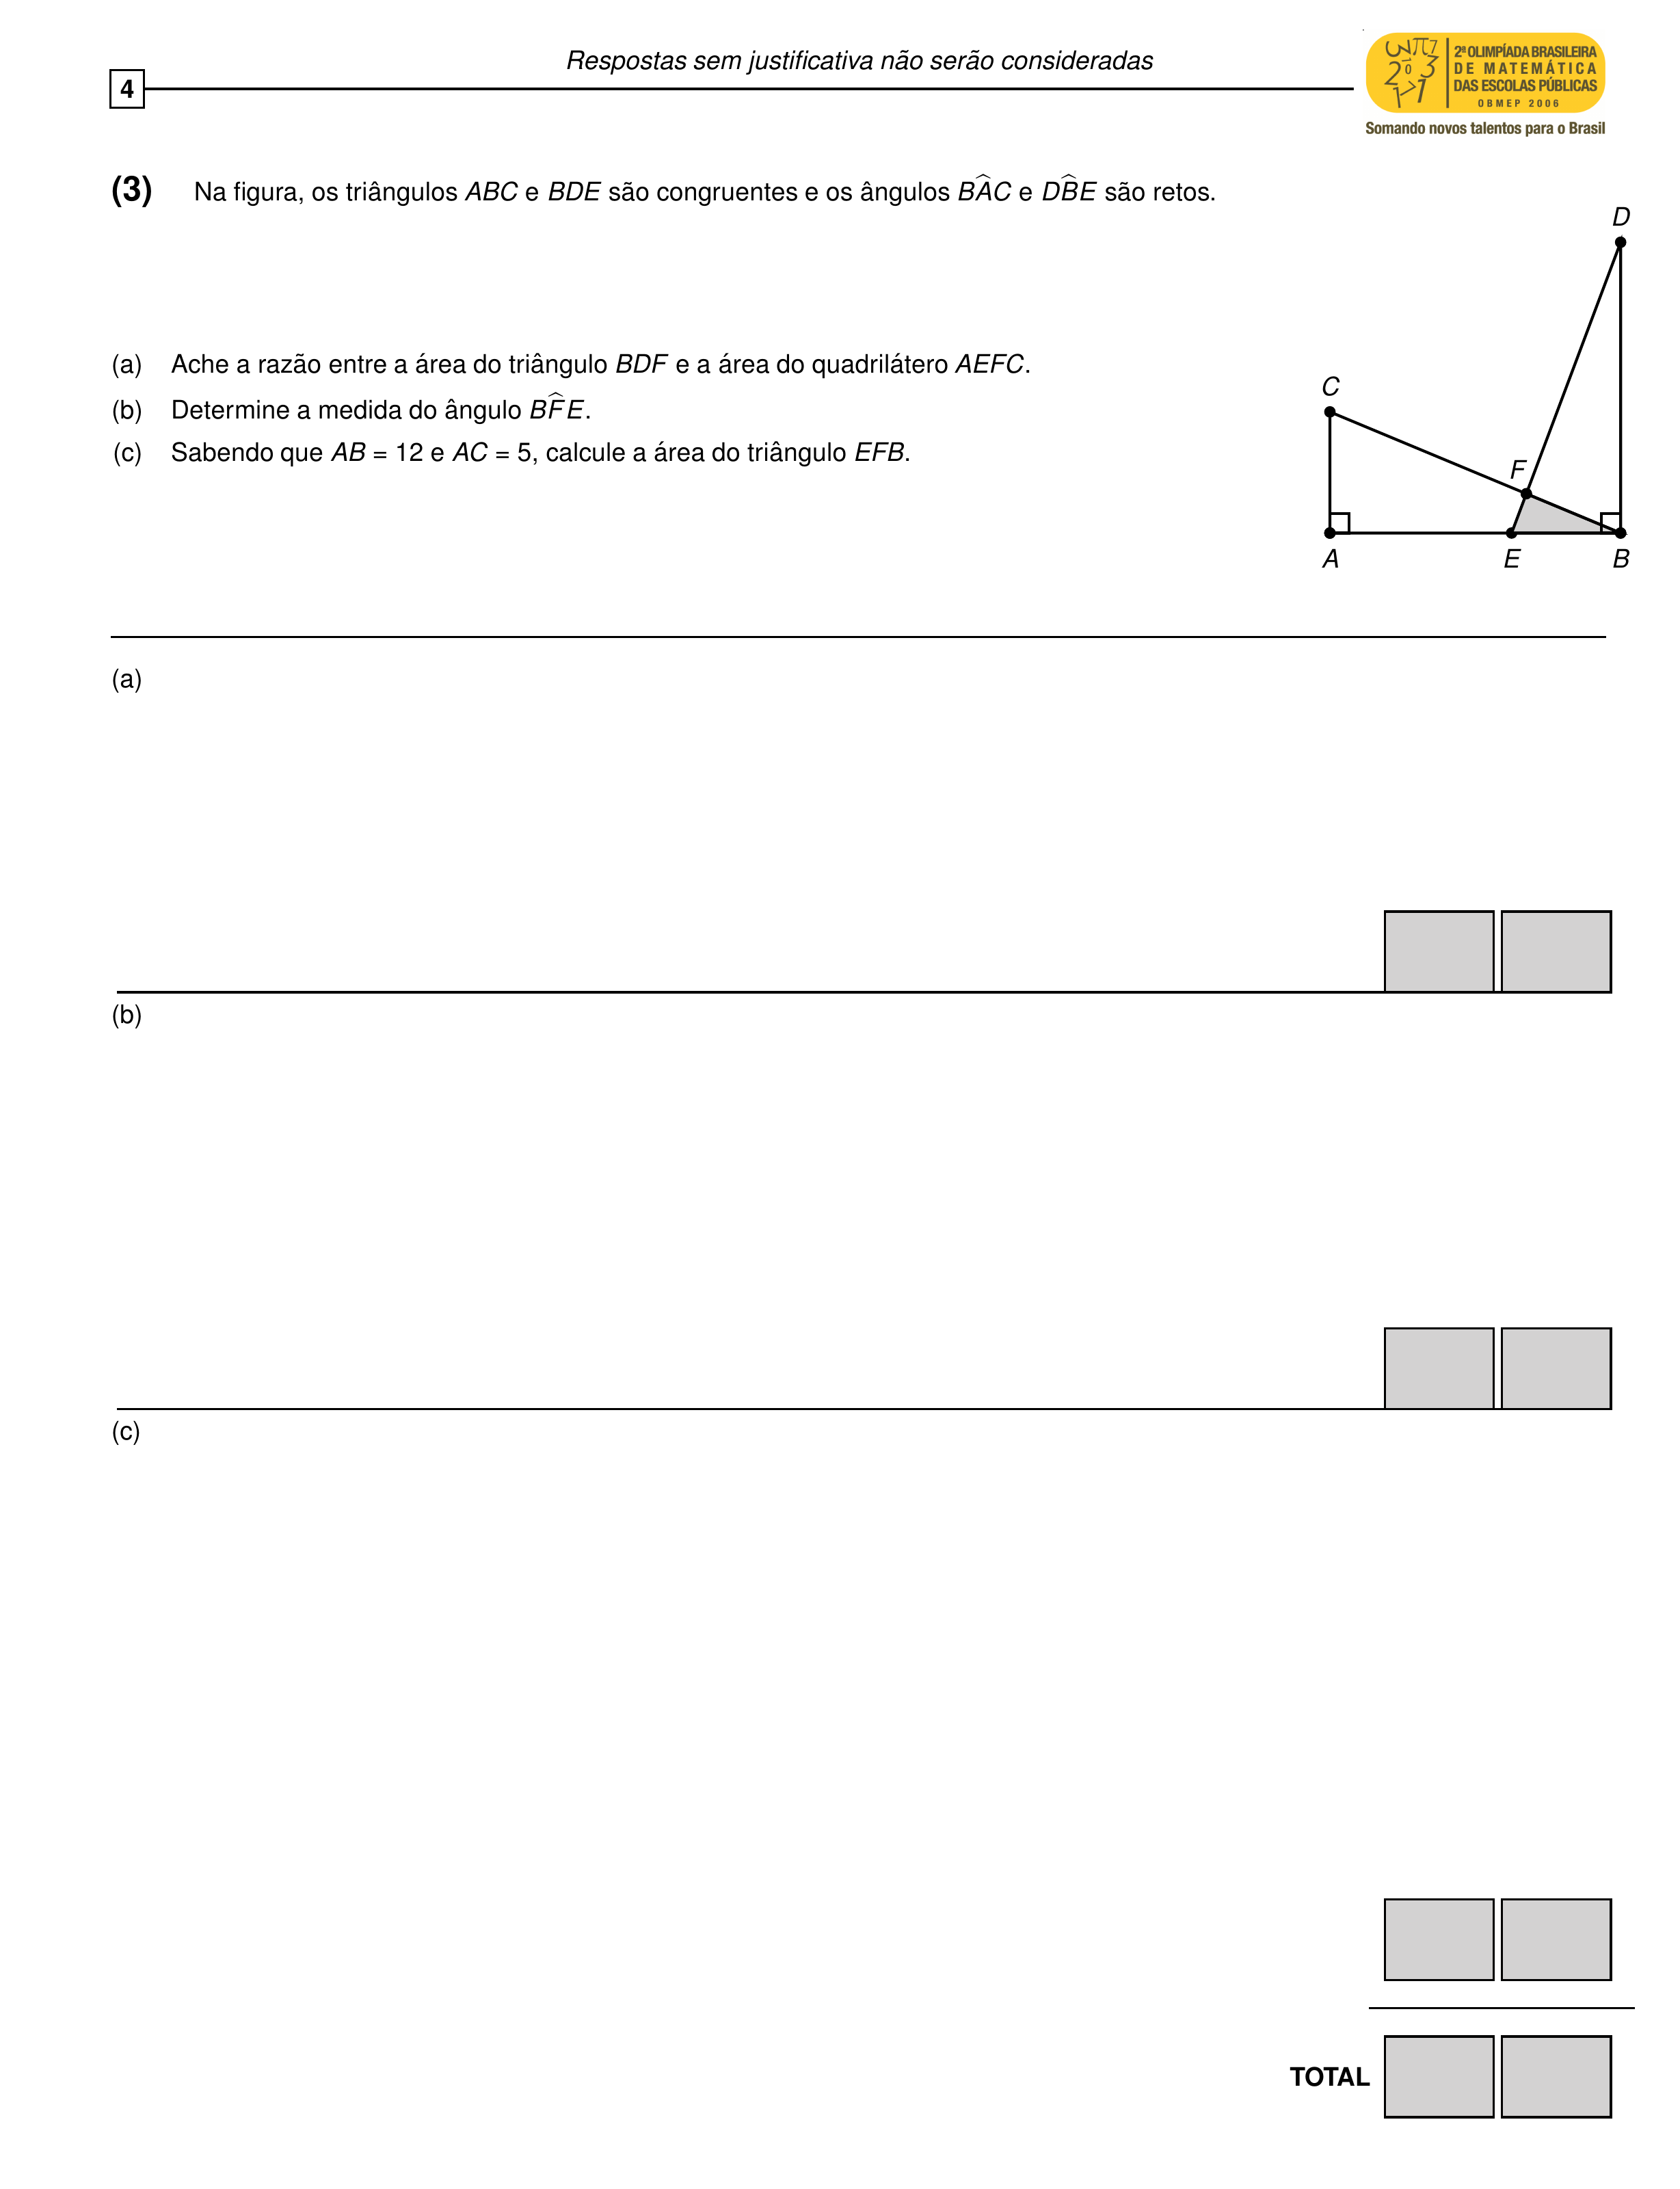 Respostas sem justificativa não serão consideradas
4
2ª OLIMPÍADA BRASILEIRA
DE MATEMÁTICA
DAS ESCOLAS PÚBLICAS
OBMEP 2006
Somando novos talentos para o Brasil
(3) Na figura, os triângulos ABC e BDE são congruentes e os ângulos BÂC e DB̂E são retos.
(a) Ache a razão entre a área do triângulo BDF e a área do quadrilátero AEFC.
(b) Determine a medida do ângulo BF̂E.
(c) Sabendo que AB = 12 e AC = 5, calcule a área do triângulo EFB.
D
C
F
A E B
(a)
(b)
(c)
TOTAL